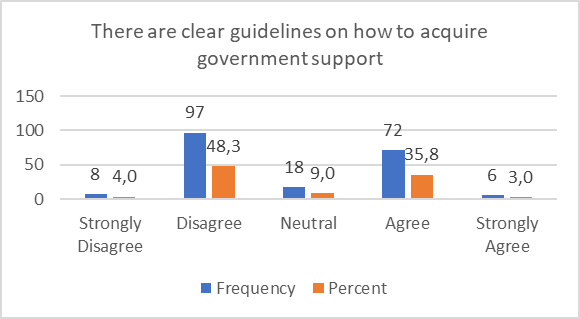 There are clear guidelines on how to acquire
government support
150
100
50
0
8
4,0
97
48,3
18
9,0
72
35,8
6
3,0
Strongly
Disagree
Disagree
Neutral
Agree
Strongly
Agree
Frequency
Percent